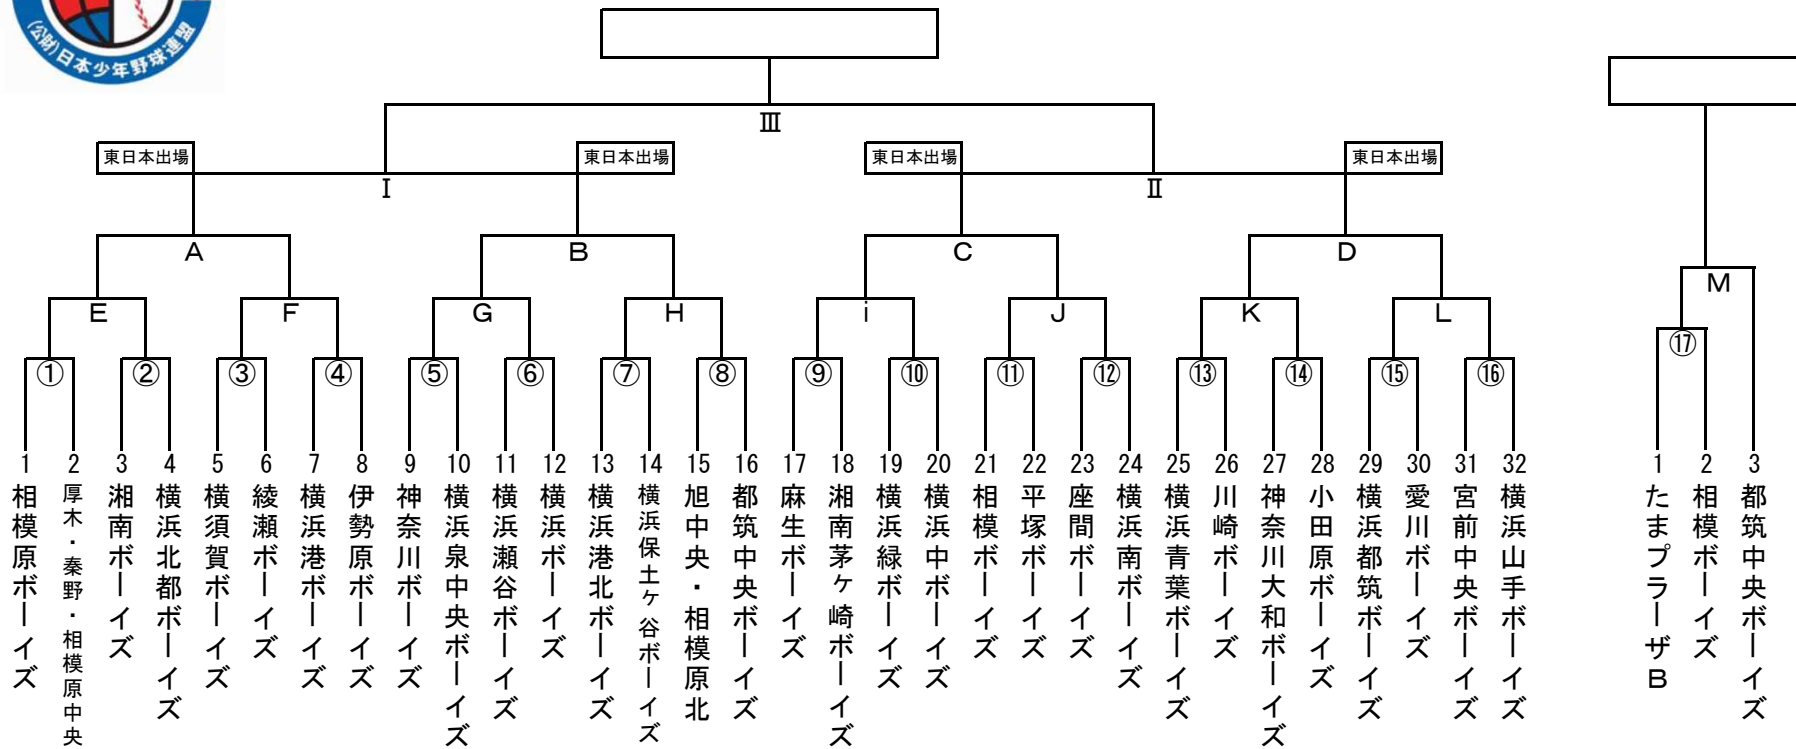 (公財)日本少年野球連盟
Ⅲ
東日本出場
東日本出場
東日本出場
東日本出場
Ⅰ
Ⅱ
A
B
C
D
E
F
G
H
i
J
K
L
①
②
③
④
⑤
⑥
⑦
⑧
⑨
⑩
⑪
⑫
⑬
⑭
⑮
⑯
1 相模原ボーイズ
2 厚木・秦野・相模原中央
3 湘南ボーイズ
4 横浜北都ボーイズ
5 横須賀ボーイズ
6 綾瀬ボーイズ
7 横浜港ボーイズ
8 伊勢原ボーイズ
9 神奈川ボーイズ
10 横浜泉中央ボーイズ
11 横浜瀬谷ボーイズ
12 横浜ボーイズ
13 横浜港北ボーイズ
14 横浜保土ヶ谷ボーイズ
15 旭中央・相模原北
16 都筑中央ボーイズ
17 麻生ボーイズ
18 湘南茅ケ崎ボーイズ
19 横浜緑ボーイズ
20 横浜中ボーイズ
21 相模ボーイズ
22 平塚ボーイズ
23 座間ボーイズ
24 横浜南ボーイズ
25 横浜青葉ボーイズ
26 川崎ボーイズ
27 神奈川大和ボーイズ
28 小田原ボーイズ
29 横浜都筑ボーイズ
30 愛川ボーイズ
31 宮前中央ボーイズ
32 横浜山手ボーイズ
M
⑰
1 たまプラーザB
2 相模ボーイズ
3 都筑中央ボーイズ